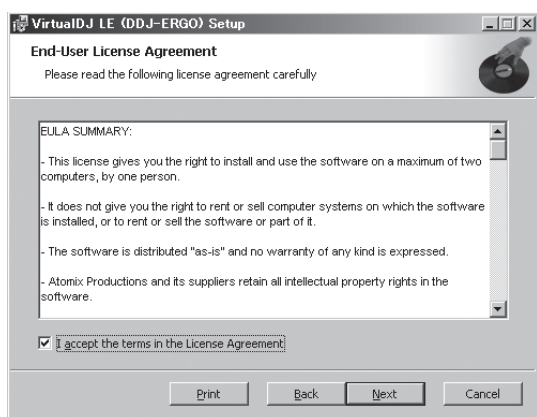 VirtualDJ LE (DDJ-ERGO) Setup
End-User License Agreement
Please read the following license agreement carefully
EULA SUMMARY:
- This license gives you the right to install and use the software on a maximum of two
computers, by one person.
- It does not give you the right to rent or sell computer systems on which the software
is installed, or to rent or sell the software or part of it.
- The software is distributed "as-is" and no warranty of any kind is expressed.
- Atomix Productions and its suppliers retain all intellectual property rights in the
software.
I accept the terms in the License Agreement
Print Back Next Cancel